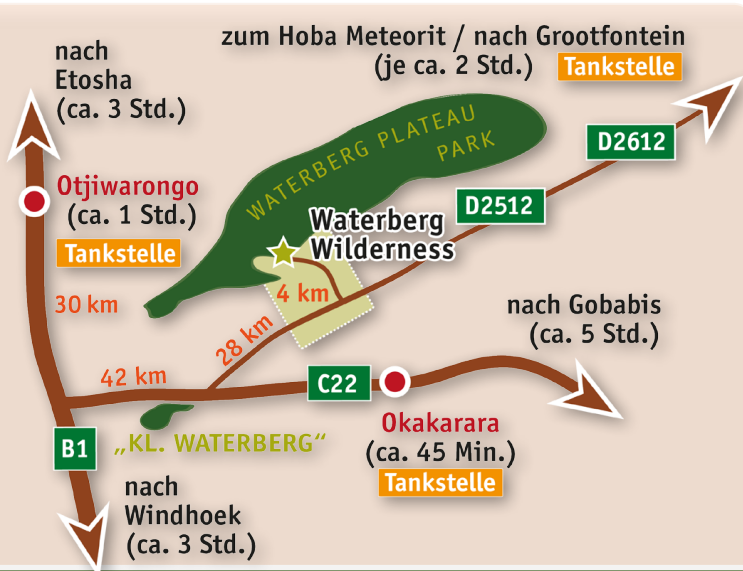 zum Hoba Meteorit / nach Grootfontein
(je ca. 2 Std.)
Tankstelle
nach
Etosha
(ca. 3 Std.)
D2612
WATERBERG PLATEAU
PARK
Otjiwarongo
(ca. 1 Std.)
Tankstelle
D2512
Waterberg
Wilderness
4 km
30 km
nach Gobabis
(ca. 5 Std.)
28 km
42 km
C22
Okakarara
(ca. 45 Min.)
Tankstelle
B1
„KL. WATERBERG“
nach
Windhoek
(ca. 3 Std.)